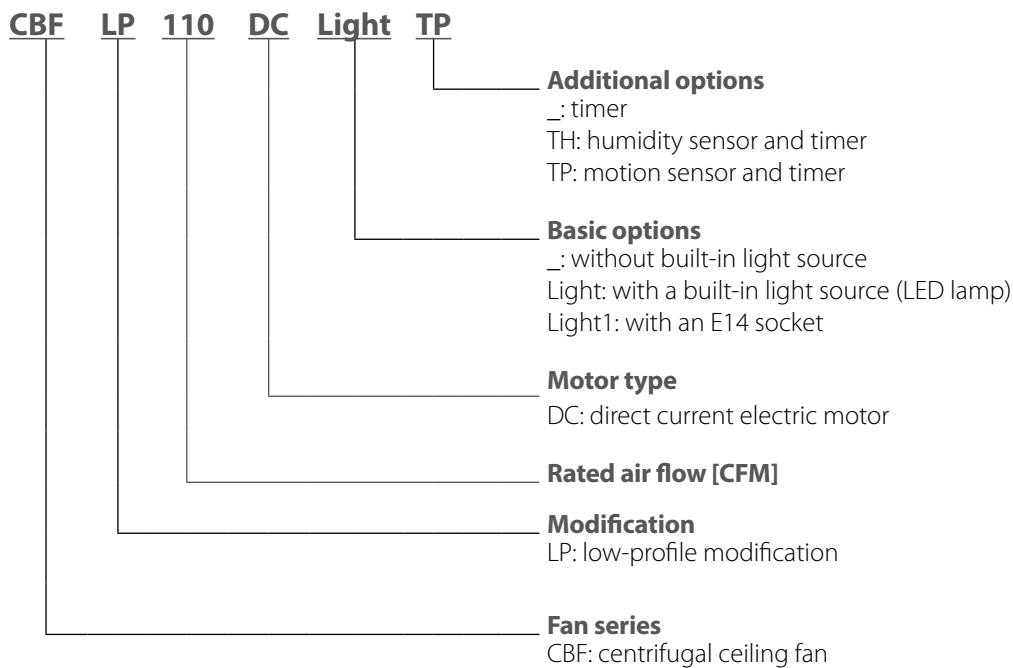 CBF LP 110 DC Light TP
Additional options
_: timer
TH: humidity sensor and timer
TP: motion sensor and timer
Basic options
_: without built-in light source
Light: with a built-in light source (LED lamp)
Light1: with an E14 socket
Motor type
DC: direct current electric motor
Rated air flow [CFM]
Modification
LP: low-profile modification
Fan series
CBF: centrifugal ceiling fan